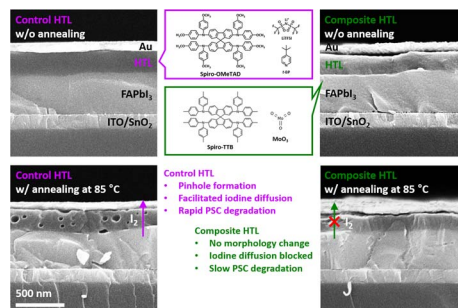 Control HTL
w/o annealing
Au
HTL
FAPbI3
ITO/SnO2
Spiro-OMeTAD
LiTFSI
t-BP
Spiro-TTB
MoO3
Composite HTL
w/o annealing
Au
HTL
FAPbI3
ITO/SnO2
Control HTL
w/ annealing at 85 °C
I2
500 nm
Control HTL
• Pinhole formation
• Facilitated iodine diffusion
• Rapid PSC degradation
Composite HTL
• No morphology change
• Iodine diffusion blocked
• Slow PSC degradation
Composite HTL
w/ annealing at 85 °C
I2